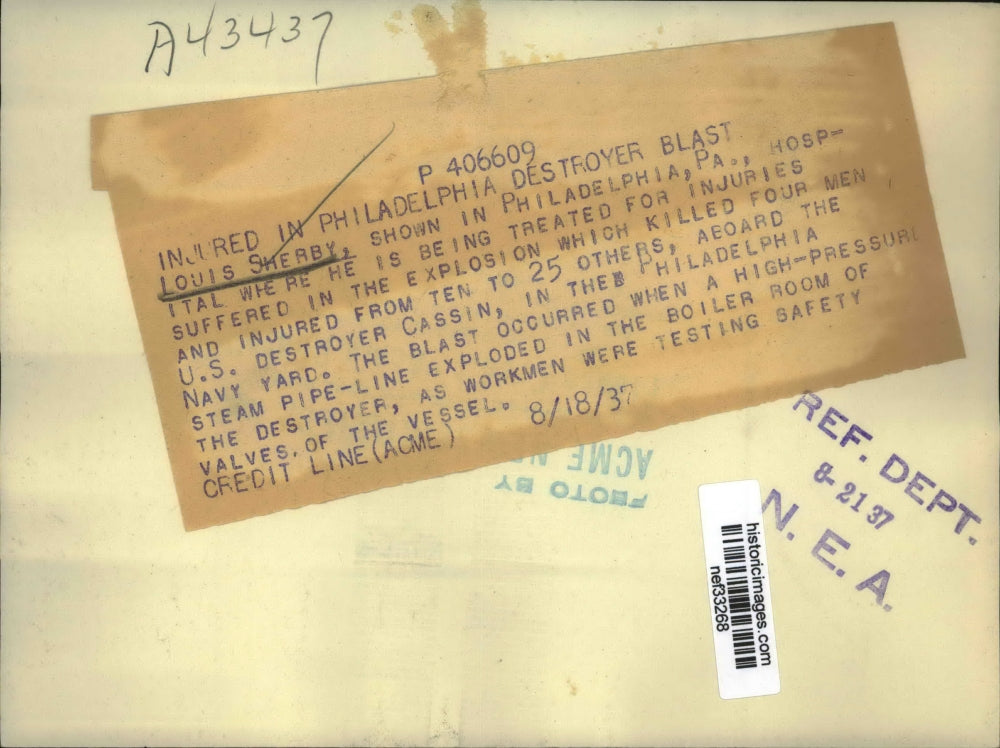 A43437
P 406609
INJURED IN PHILADELPHIA DESTROYER BLAST
LOUIS SHERBY, SHOWN IN PHILADELPHIA, PA., HOSP-
ITAL WHERE HE IS BEING TREATED FOR INJURIES
SUFFERED IN THE EXPLOSION WHICH KILLED FOUR MEN
AND INJURED FROM TEN TO 25 OTHERS, ABOARD THE
U.S. DESTROYER CASSIN, IN THE PHILADELPHIA
NAVY YARD. THE BLAST OCCURRED WHEN A HIGH-PRESSURE
STEAM PIPE-LINE EXPLODED IN THE BOILER ROOM OF
THE DESTROYER, AS WORKMEN WERE TESTING SAFETY
VALVES, OF THE VESSEL.
CREDIT LINE (ACME) 8/18/37
PHOTO BY
ACME
REF. DEPT.
8-21 37
N. E. A.
historicimages.com
nef33268